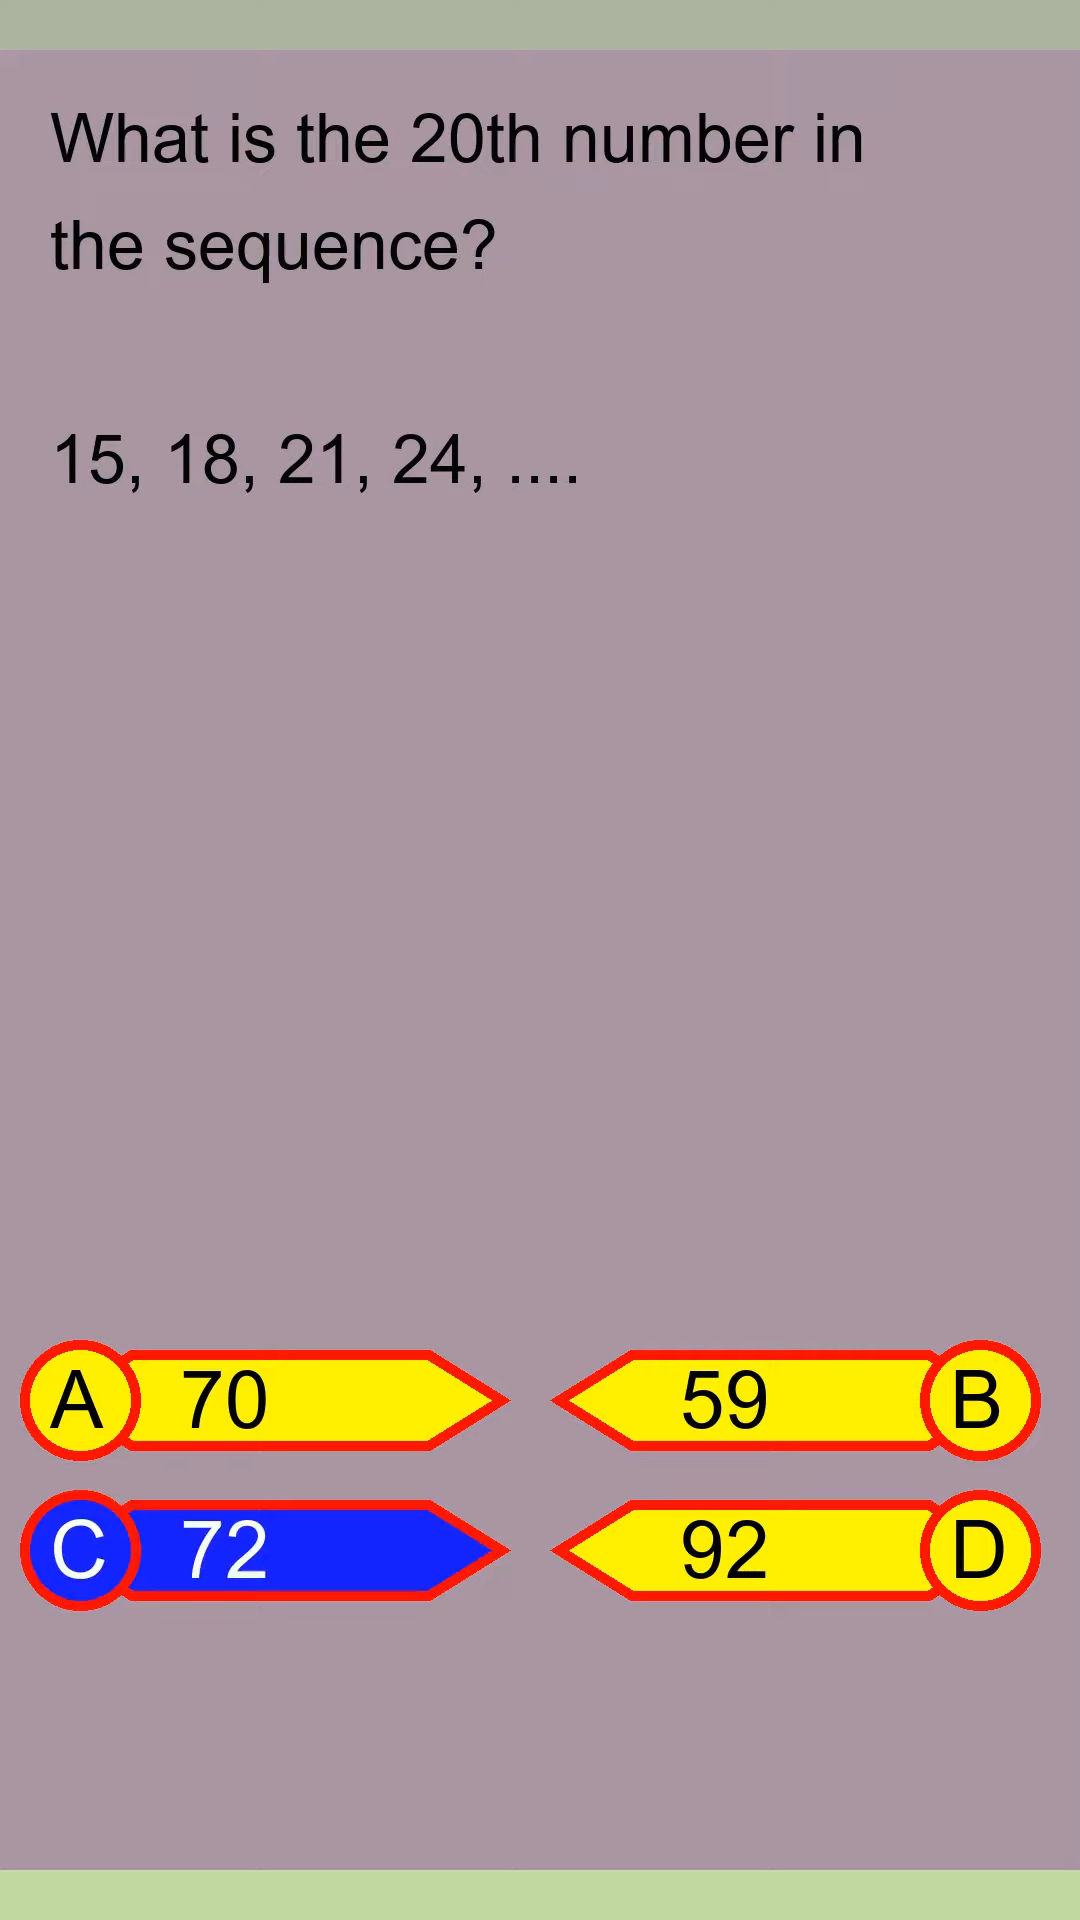 What is the 20th number in
the sequence?
15, 18, 21, 24, ....
A 70 59 B
C 72 92 D